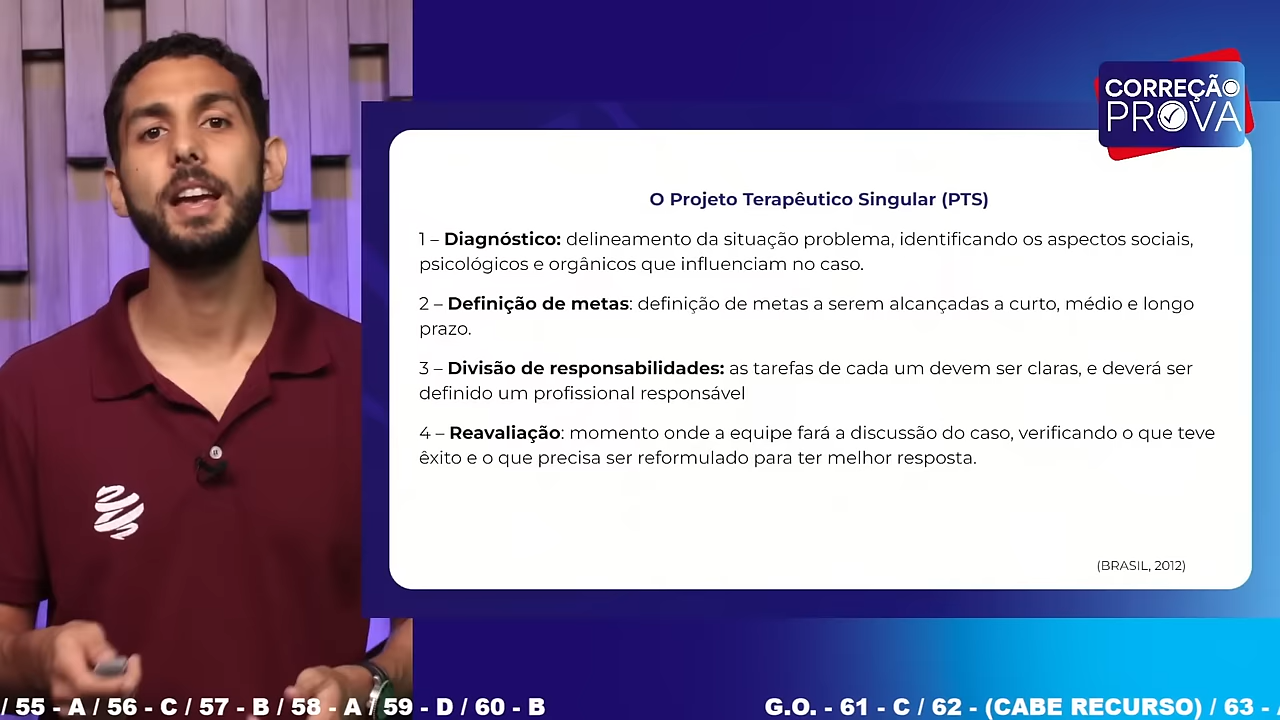 CORREÇÃO
PROVA
O Projeto Terapêutico Singular (PTS)
1 – Diagnóstico: delineamento da situação problema, identificando os aspectos sociais,
psicológicos e orgânicos que influenciam no caso.
2 – Definição de metas: definição de metas a serem alcançadas a curto, médio e longo
prazo.
3 – Divisão de responsabilidades: as tarefas de cada um devem ser claras, e deverá ser
definido um profissional responsável
4 – Reavaliação: momento onde a equipe fará a discussão do caso, verificando o que teve
êxito e o que precisa ser reformulado para ter melhor resposta.
(BRASIL, 2012)
/ 55 - A / 56 - C / 57 - B / 58 - A / 59 - D / 60 - B G.O. - 61 - C / 62 - (CABE RECURSO) / 63 -